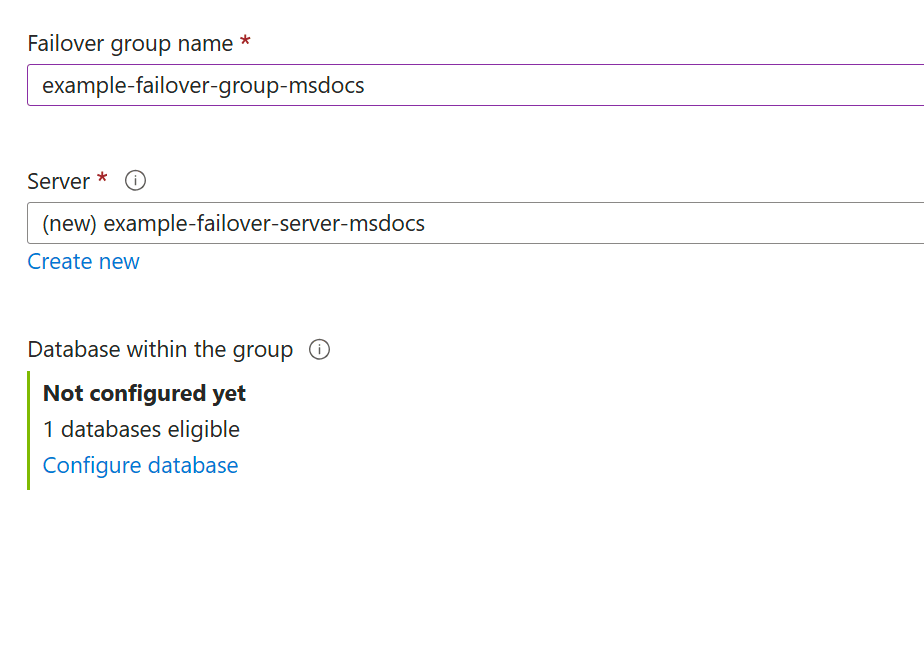 Failover group name *
example-failover-group-msdocs
Server *
(new) example-failover-server-msdocs
Create new
Database within the group
Not configured yet
1 databases eligible
Configure database